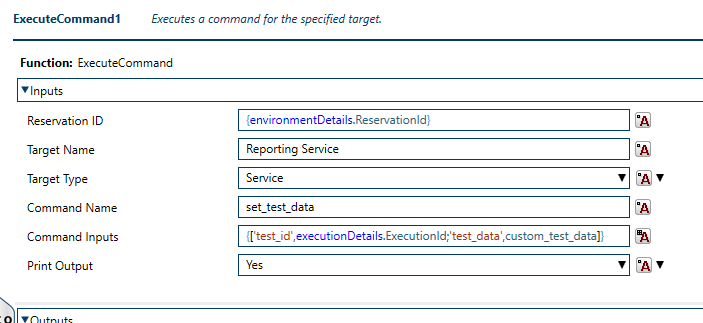 ExecuteCommand1 Executes a command for the specified target.
Function: ExecuteCommand
▼Inputs
Reservation ID {environmentDetails.ReservationId} A
Target Name Reporting Service A
Target Type Service ▼ A ▼
Command Name set_test_data A
Command Inputs {['test_id',executionDetails.ExecutionId;'test_data',custom_test_data]} A
Print Output Yes ▼ A ▼
▼Outputs